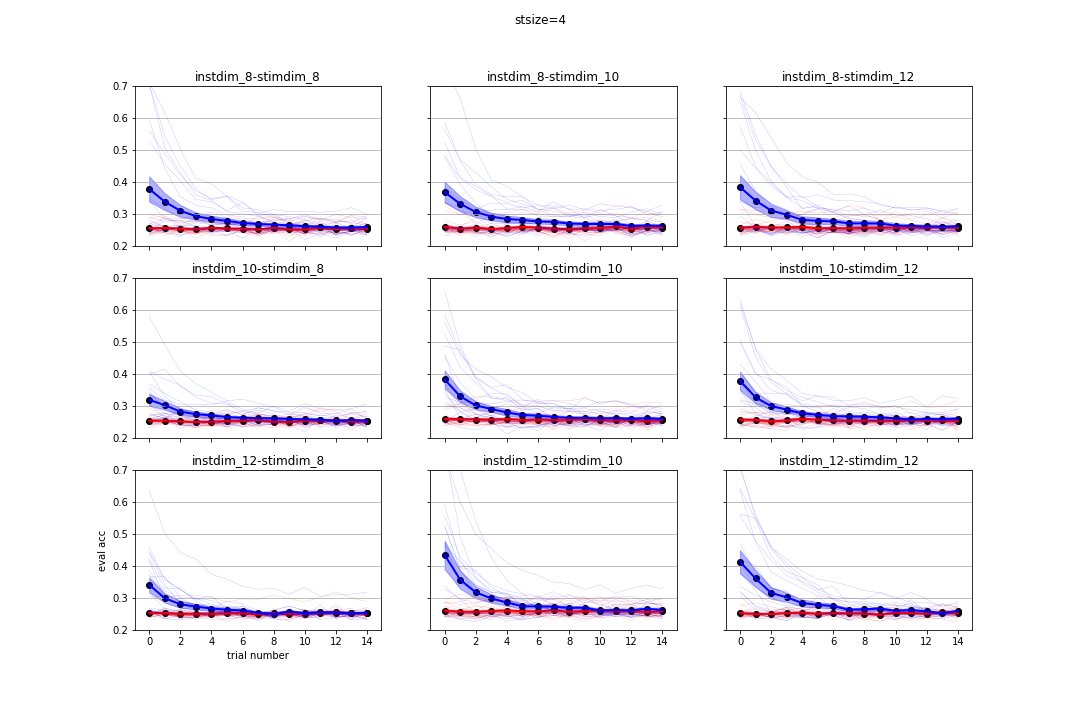 stsize=4
instdim_8-stimdim_8
instdim_8-stimdim_10
instdim_8-stimdim_12
0.7
0.6
0.5
0.4
0.3
0.2
instdim_10-stimdim_8
instdim_10-stimdim_10
instdim_10-stimdim_12
0.7
0.6
0.5
0.4
0.3
0.2
instdim_12-stimdim_8
instdim_12-stimdim_10
instdim_12-stimdim_12
0.7
0.6
0.5
0.4
0.3
0.2
eval acc
0 2 4 6 8 10 12 14
0 2 4 6 8 10 12 14
0 2 4 6 8 10 12 14
trial number